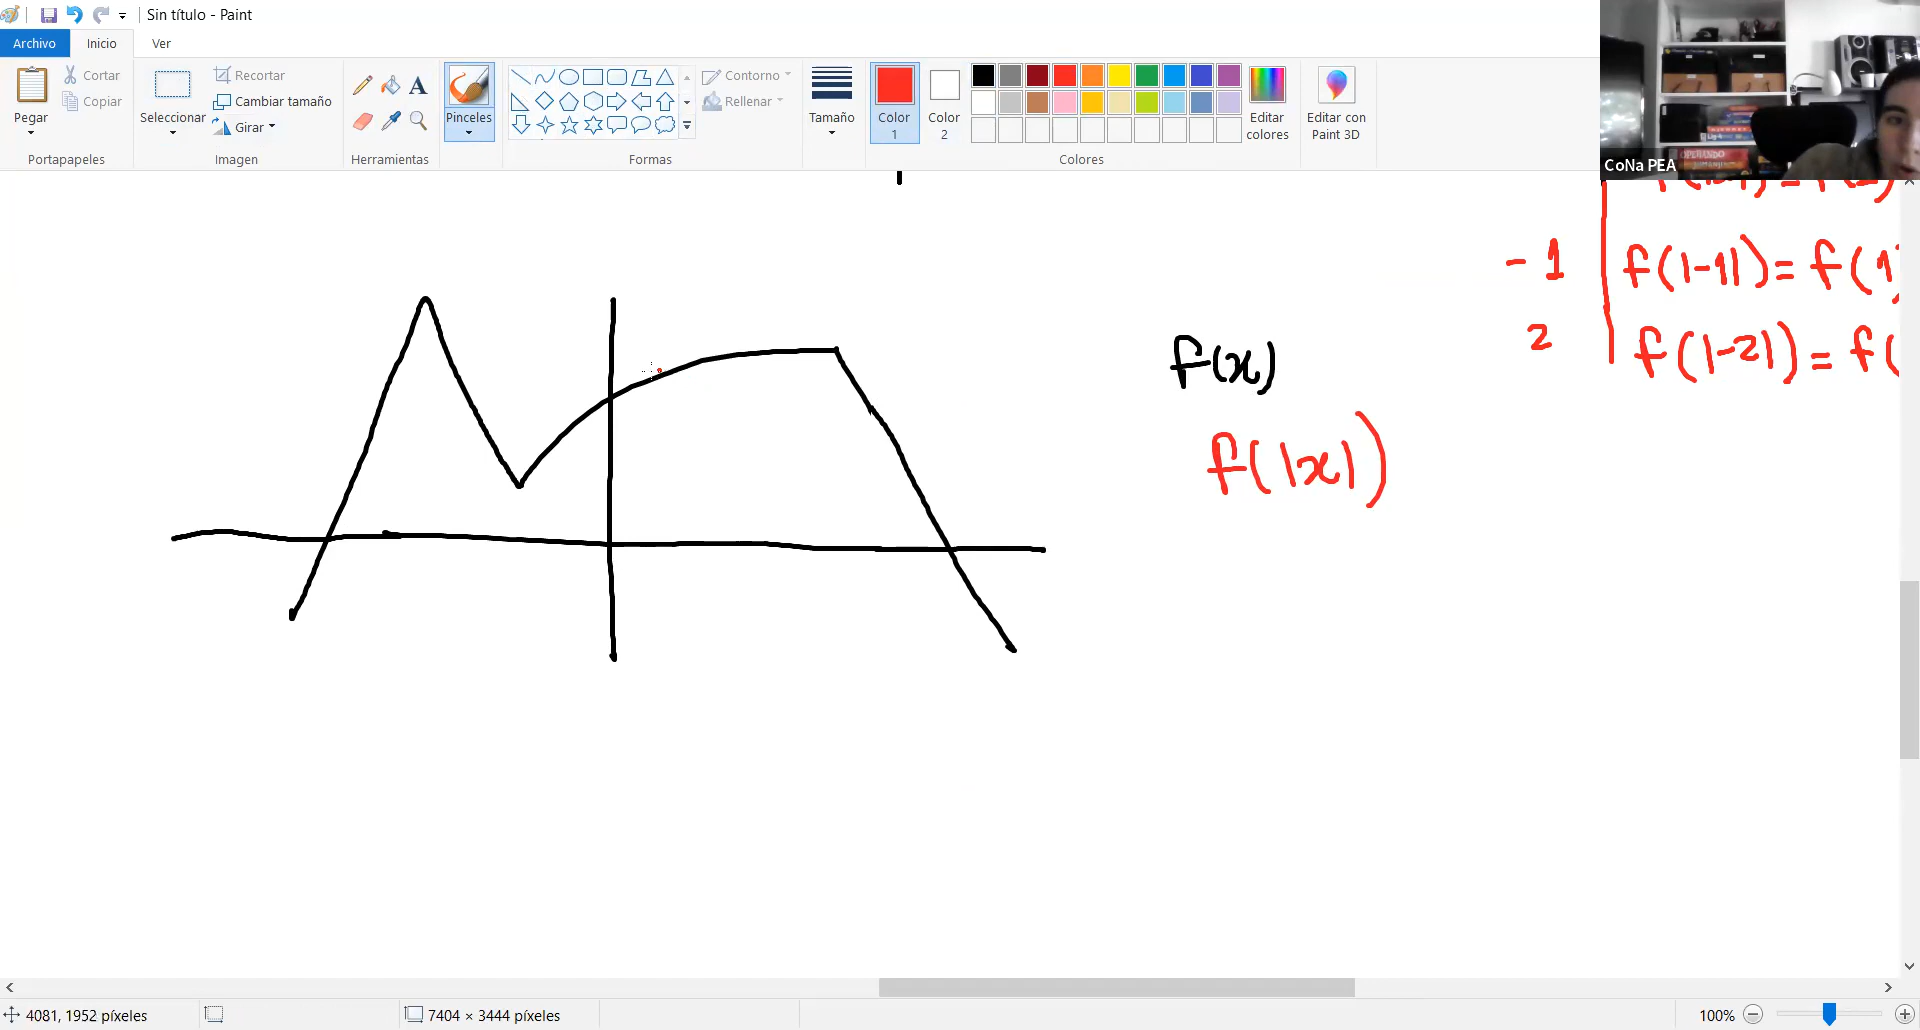 Sin título - Paint
Archivo Inicio Ver
Pegar
Cortar
Copiar
Portapapeles
Seleccionar
Recortar
Cambiar tamaño
Girar
Imagen
A
Herramientas
Pinceles
Contorno
Rellenar
Formas
Tamaño
Color 1
Color 2
Editar colores
Colores
Editar con Paint 3D
OPERANDO
CoNa PEA
-1 f(|-1|) = f(1)
2 f(|-2|) = f(
f(x)
f(|x|)
4081, 1952 píxeles
7404 × 3444 píxeles
100%